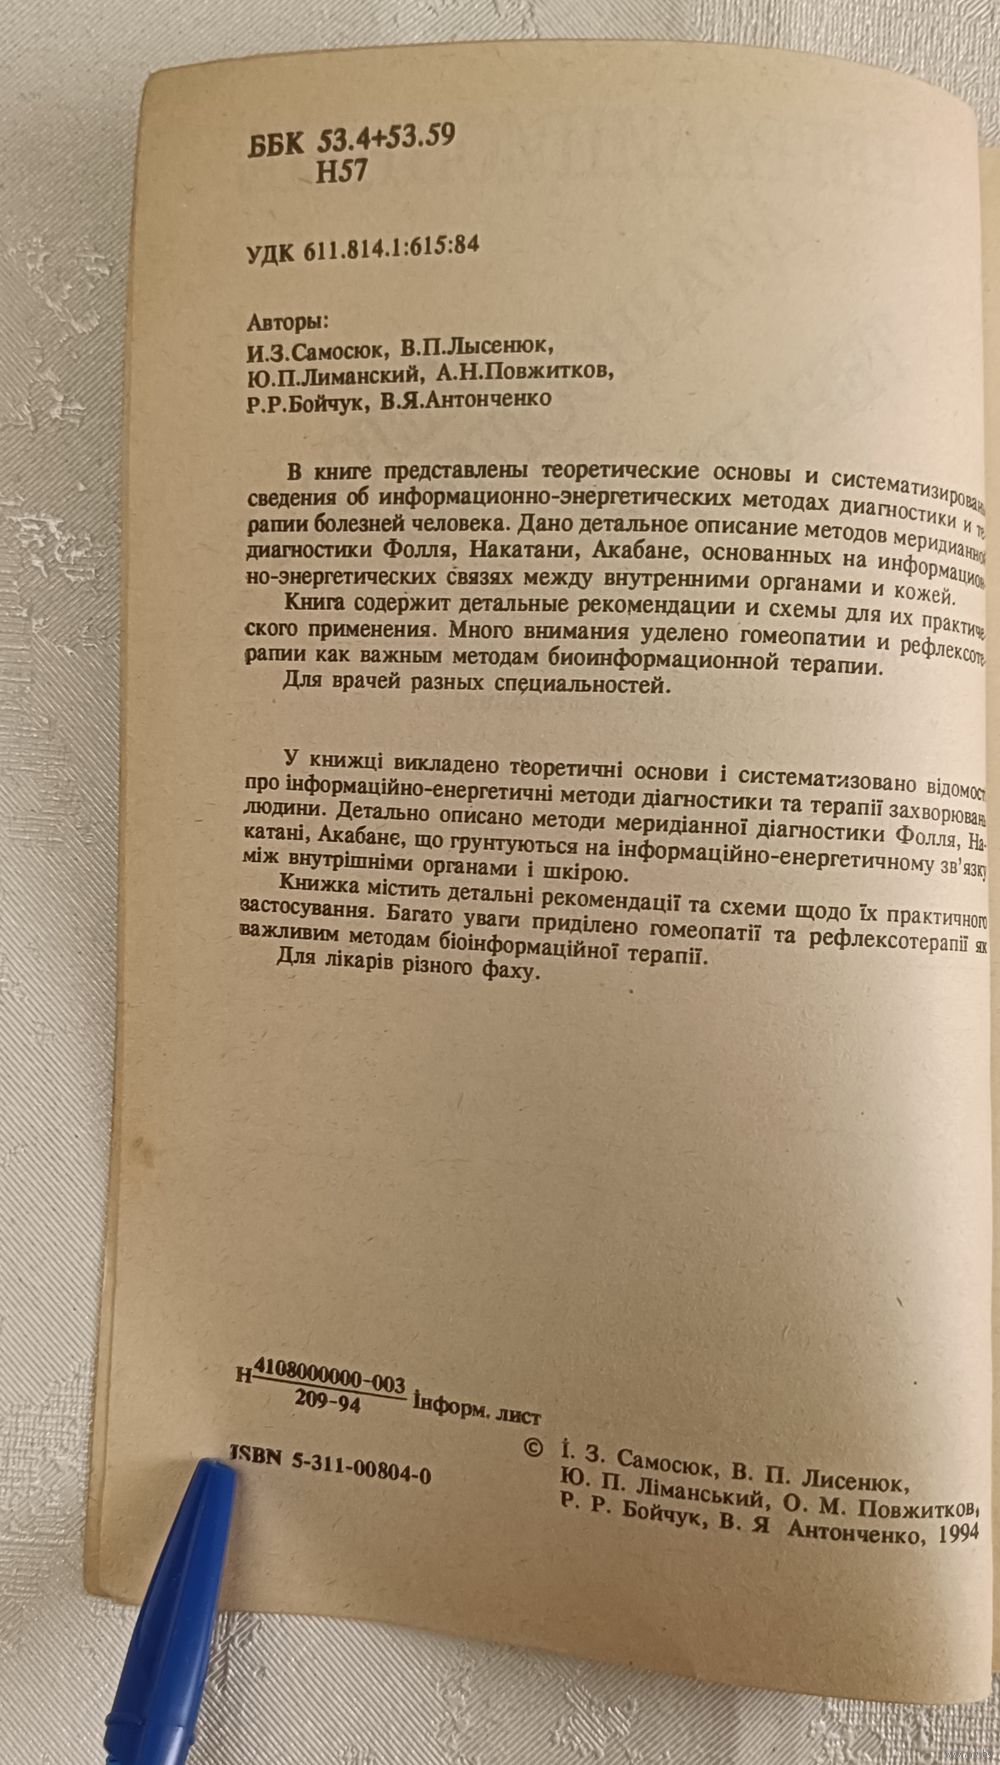 ББК 53.4+53.59
Н57
УДК 611.814.1:615:84
Авторы:
И.З.Самосюк, В.П.Лысенюк,
Ю.П.Лиманский, А.Н.Повжитков,
Р.Р.Бойчук, В.Я.Антонченко
В книге представлены теоретические основы и систематизирован
сведения об информационно-энергетических методах диагностики и те
рапии болезней человека. Дано детальное описание методов меридианно
диагностики Фолля, Накатани, Акабане, основанных на информацион
но-энергетических связях между внутренними органами и кожей.
Книга содержит детальные рекомендации и схемы для их практиче
ского применения. Много внимания уделено гомеопатии и рефлексоте-
рапии как важным методам биоинформационной терапии.
Для врачей разных специальностей.
У книжці викладено теоретичні основи і систематизовано відомост
про інформаційно-енергетичні методи діагностики та терапії захворювань
людини. Детально описано методи меридіанної діагностики Фолля, На-
катані, Акабане, що грунтуються на інформаційно-енергетичному зв'язку
між внутрішніми органами і шкірою.
Книжка містить детальні рекомендації та схеми щодо їх практичного
застосування. Багато уваги приділено гомеопатії та рефлексотерапії як
важливим методам біоінформаційної терапії.
Для лікарів різного фаху.
Н 4108000000-003 Інформ. лист
209-94
ISBN 5-311-00804-0
© І. З. Самосюк, В. П. Лисенюк,
Ю. П. Ліманський, О. М. Повжитков,
Р. Р. Бойчук, В. Я Антонченко, 1994